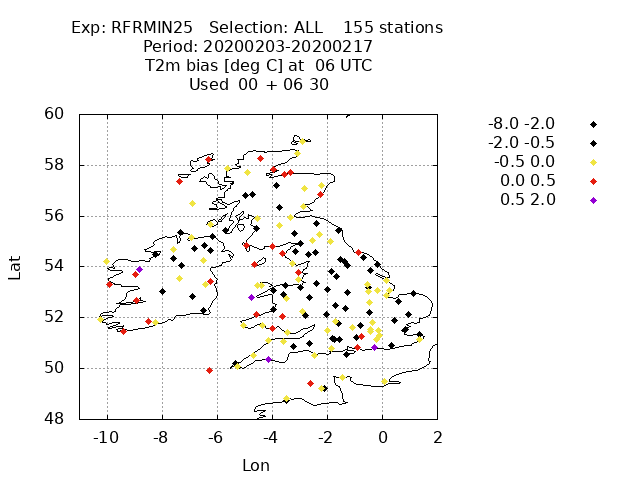 Exp: RFRMIN25 Selection: ALL 155 stations
Period: 20200203-20200217
T2m bias [deg C] at 06 UTC
Used 00 + 06 30
-8.0 -2.0
-2.0 -0.5
-0.5 0.0
0.0 0.5
0.5 2.0
60
58
56
54
52
50
48
Lat
-10 -8 -6 -4 -2 0 2
Lon